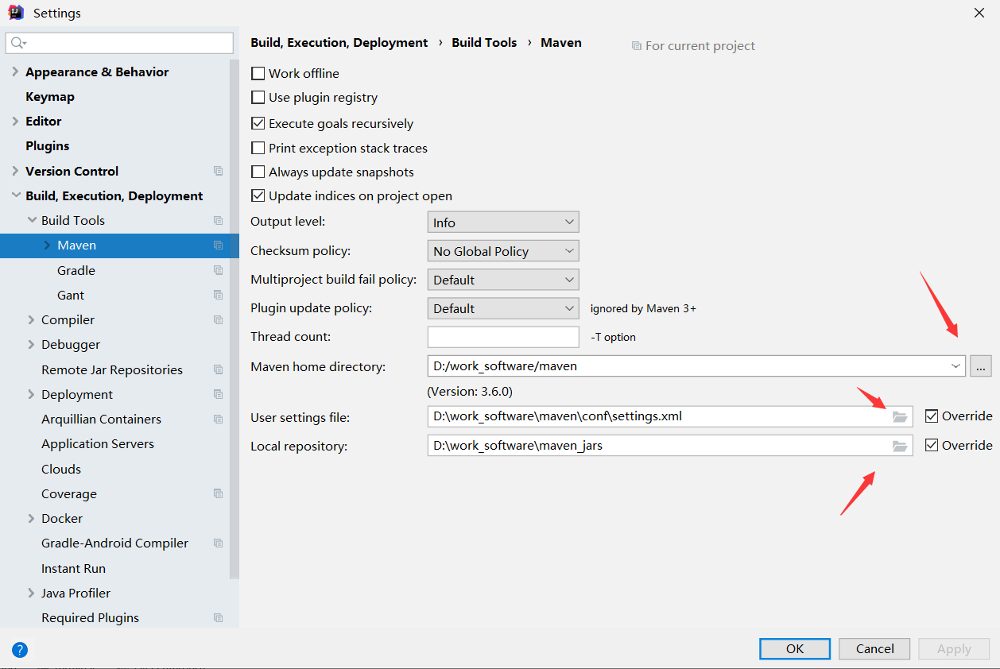 Settings
Build, Execution, Deployment › Build Tools › Maven
For current project
Appearance & Behavior
Keymap
Editor
Plugins
Version Control
Build, Execution, Deployment
Build Tools
Maven
Gradle
Gant
Compiler
Debugger
Remote Jar Repositories
Deployment
Arquillian Containers
Application Servers
Clouds
Coverage
Docker
Gradle-Android Compiler
Instant Run
Java Profiler
Required Plugins
Work offline
Use plugin registry
Execute goals recursively
Print exception stack traces
Always update snapshots
Update indices on project open
Output level: Info
Checksum policy: No Global Policy
Multiproject build fail policy: Default
Plugin update policy: Default ignored by Maven 3+
Thread count: -T option
Maven home directory: D:/work_software/maven ...
(Version: 3.6.0)
User settings file: D:\work_software\maven\conf\settings.xml Override
Local repository: D:\work_software\maven_jars Override
? OK Cancel Apply